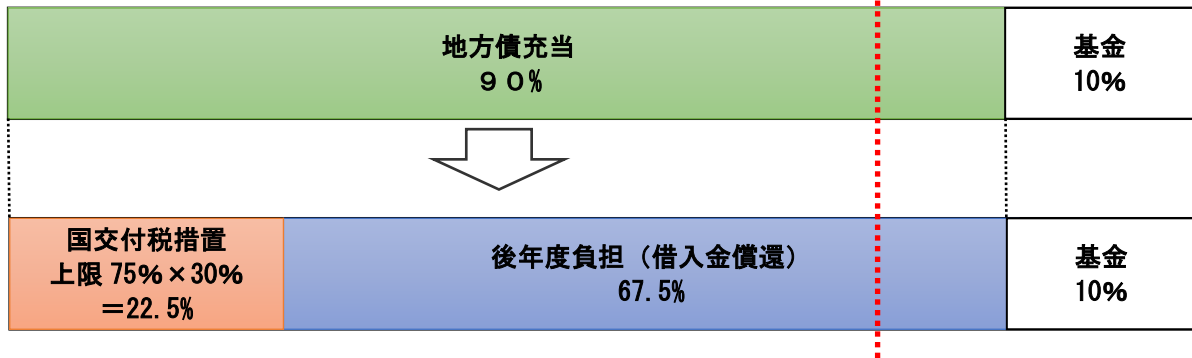 地方債充当
９０%
基金
10%
国交付税措置
上限 75%×30%
＝22.5%
後年度負担（借入金償還）
67.5%
基金
10%